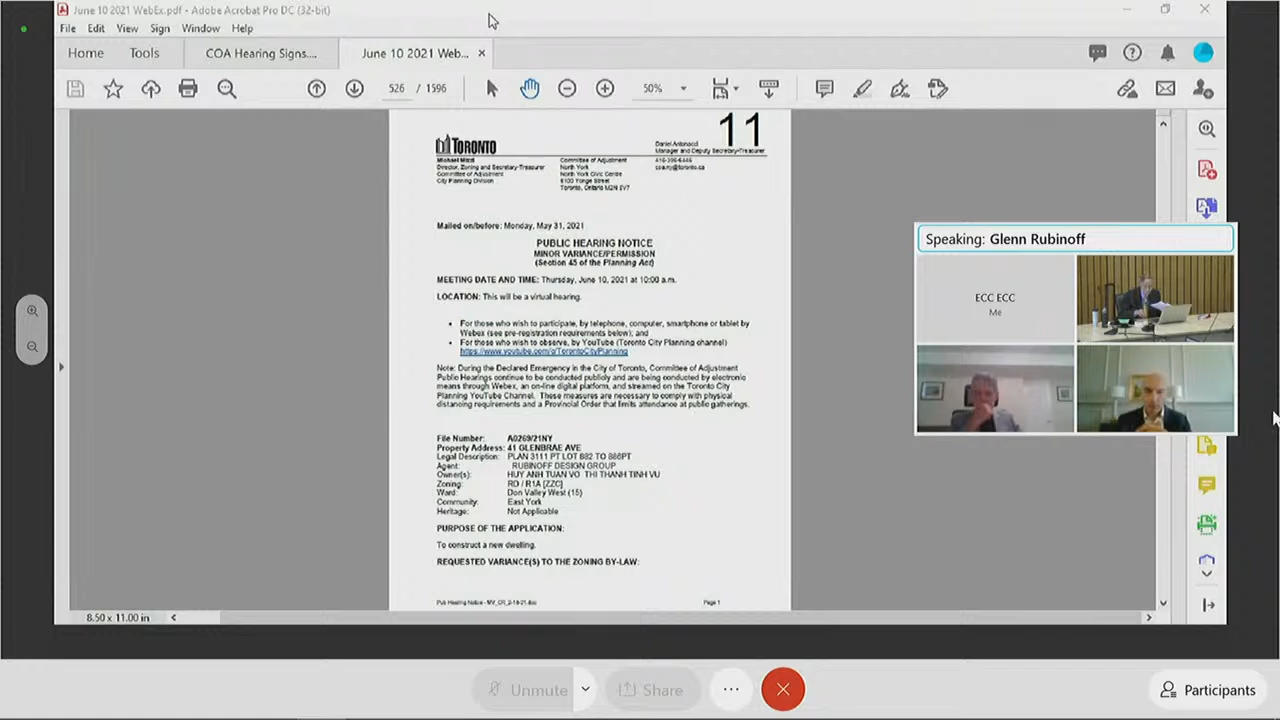 June 10 2021 WebEx.pdf - Adobe Acrobat Pro DC (32-bit)
File Edit View Sign Window Help
Home Tools COA Hearing Signs.... June 10 2021 Web... ×
526 / 1596 50%
11
TORONTO
Daniel Antonacci
Manager and Deputy Secretary-Treasurer
416-396-6446
coa.ny@toronto.ca
Michael Mizzi
Director, Zoning and Secretary-Treasurer
Committee of Adjustment
City Planning Division
Committee of Adjustment
North York
North York Civic Centre
5100 Yonge Street
Toronto, Ontario M2N 5V7
Mailed on/before: Monday, May 31, 2021
PUBLIC HEARING NOTICE
MINOR VARIANCE/PERMISSION
(Section 45 of the Planning Act)
MEETING DATE AND TIME: Thursday, June 10, 2021 at 10:00 a.m.
LOCATION: This will be a virtual hearing.
• For those who wish to participate, by telephone, computer, smartphone or tablet by
Webex (see pre-registration requirements below); and
• For those who wish to observe, by YouTube (Toronto City Planning channel)
https://www.youtube.com/c/TorontoCityPlanning
Note: During the Declared Emergency in the City of Toronto, Committee of Adjustment
Public Hearings continue to be conducted publicly and are being conducted by electronic
means through Webex, an on-line digital platform, and streamed on the Toronto City
Planning YouTube Channel. These measures are necessary to comply with physical
distancing requirements and a Provincial Order that limits attendance at public gatherings.
File Number: A0269/21NY
Property Address: 41 GLENBRAE AVE
Legal Description: PLAN 3111 PT LOT 882 TO 886PT
Agent: RUBINOFF DESIGN GROUP
Owner(s): HUY ANH TUAN VO THI THANH TINH VU
Zoning: RD / R1A [ZZC]
Ward: Don Valley West (15)
Community: East York
Heritage: Not Applicable
PURPOSE OF THE APPLICATION:
To construct a new dwelling.
REQUESTED VARIANCE(S) TO THE ZONING BY-LAW:
Page 1
8.50 x 11.00 in
Speaking: Glenn Rubinoff
ECC ECC
Me
Unmute Share ... Participants